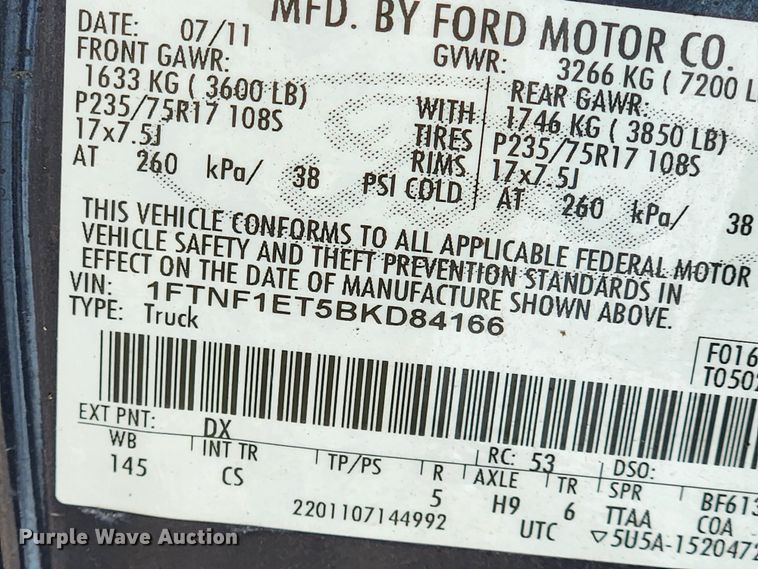 MFD. BY FORD MOTOR CO.
DATE: 07/11 GVWR: 3266 KG ( 7200 L
FRONT GAWR: REAR GAWR:
1633 KG ( 3600 LB) WITH 1746 KG ( 3850 LB)
P235/75R17 108S TIRES P235/75R17 108S
17x7.5J RIMS 17x7.5J
AT 260 kPa/ 38 PSI COLD AT 260 kPa/ 38
THIS VEHICLE CONFORMS TO ALL APPLICABLE FEDERAL MOTOR
VEHICLE SAFETY AND THEFT PREVENTION STANDARDS IN
EFFECT ON THE DATE OF MANUFACTURE SHOWN ABOVE.
VIN: 1FTNF1ET5BKD84166
TYPE: Truck
F016
T050
EXT PNT: DX RC: 53 DSO:
WB INT TR TP/PS R AXLE TR SPR BF613
145 CS 5 H9 6 TTAA COA
2201107144992 UTC ▽5U5A-1520472
Purple Wave Auction